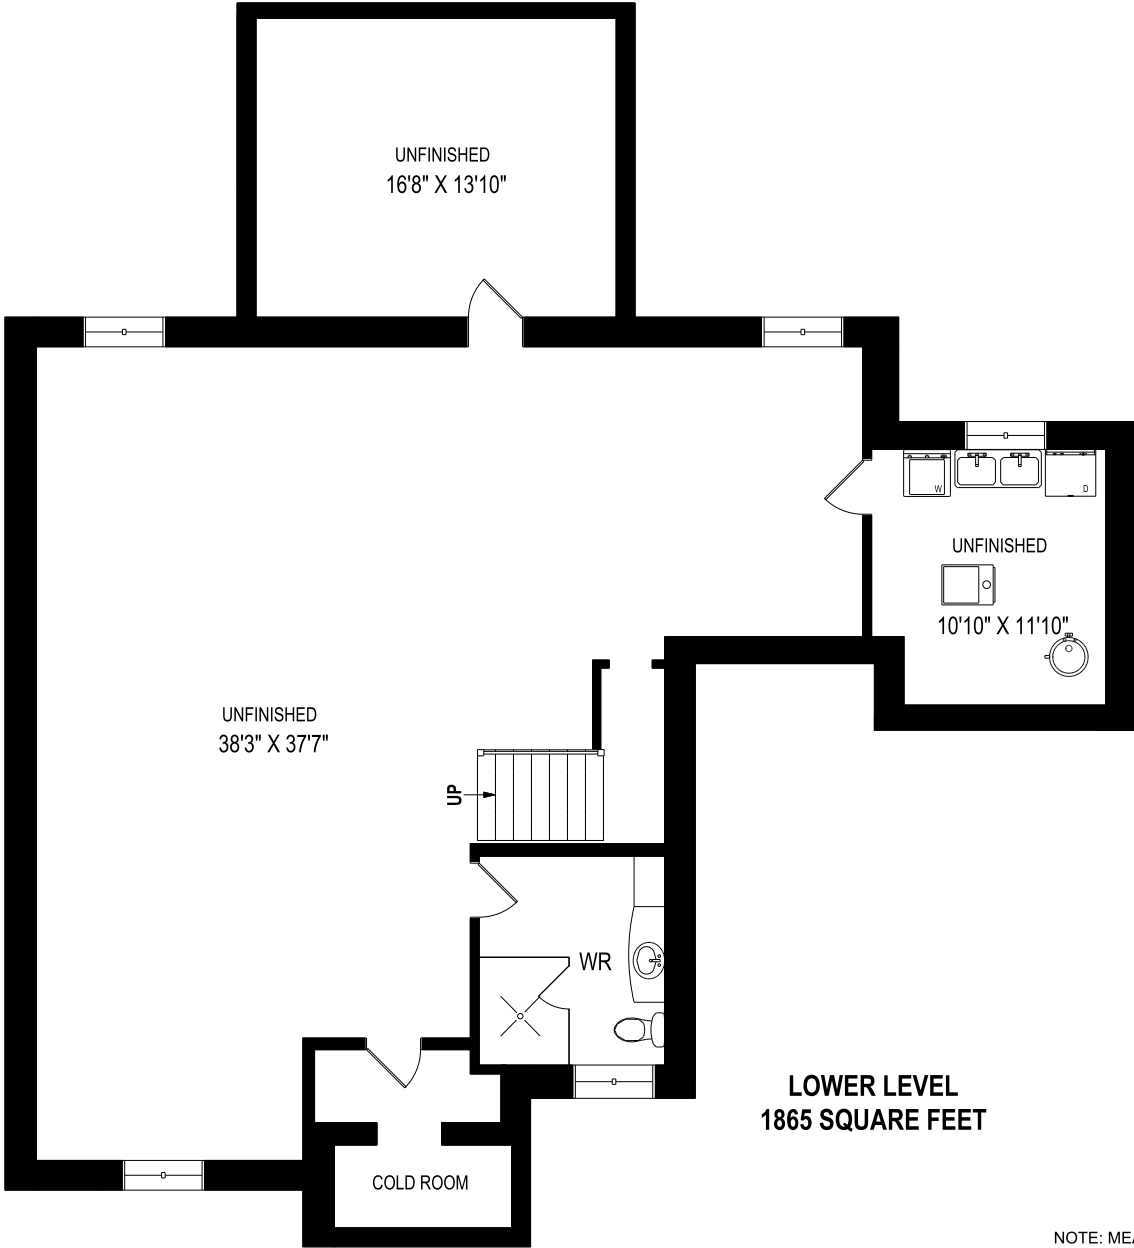 UNFINISHED
16'8" X 13'10"
W
D
UNFINISHED
10'10" X 11'10"
UNFINISHED
38'3" X 37'7"
UP
WR
LOWER LEVEL
1865 SQUARE FEET
COLD ROOM
NOTE: